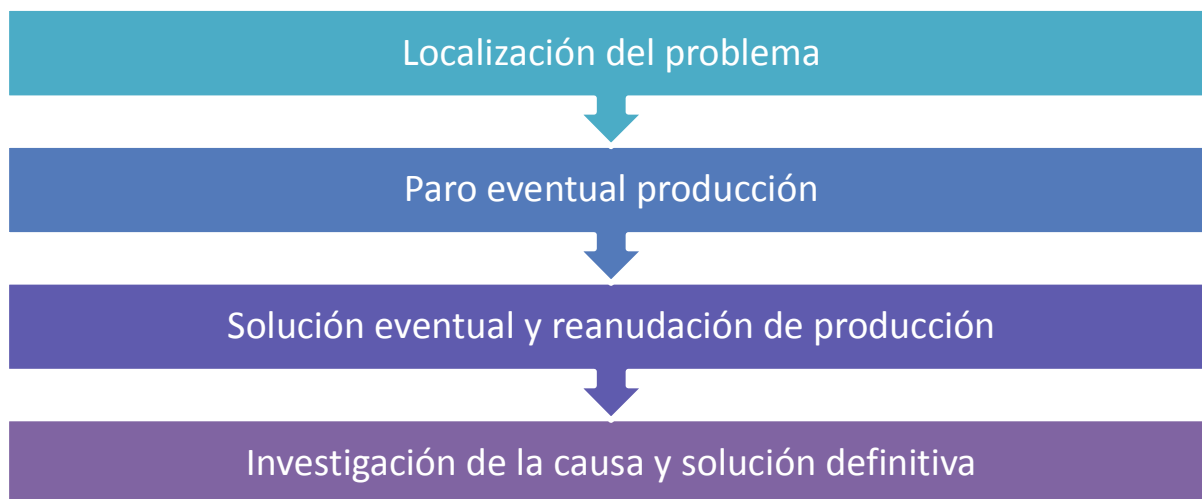 Localización del problema
Paro eventual producción
Solución eventual y reanudación de producción
Investigación de la causa y solución definitiva